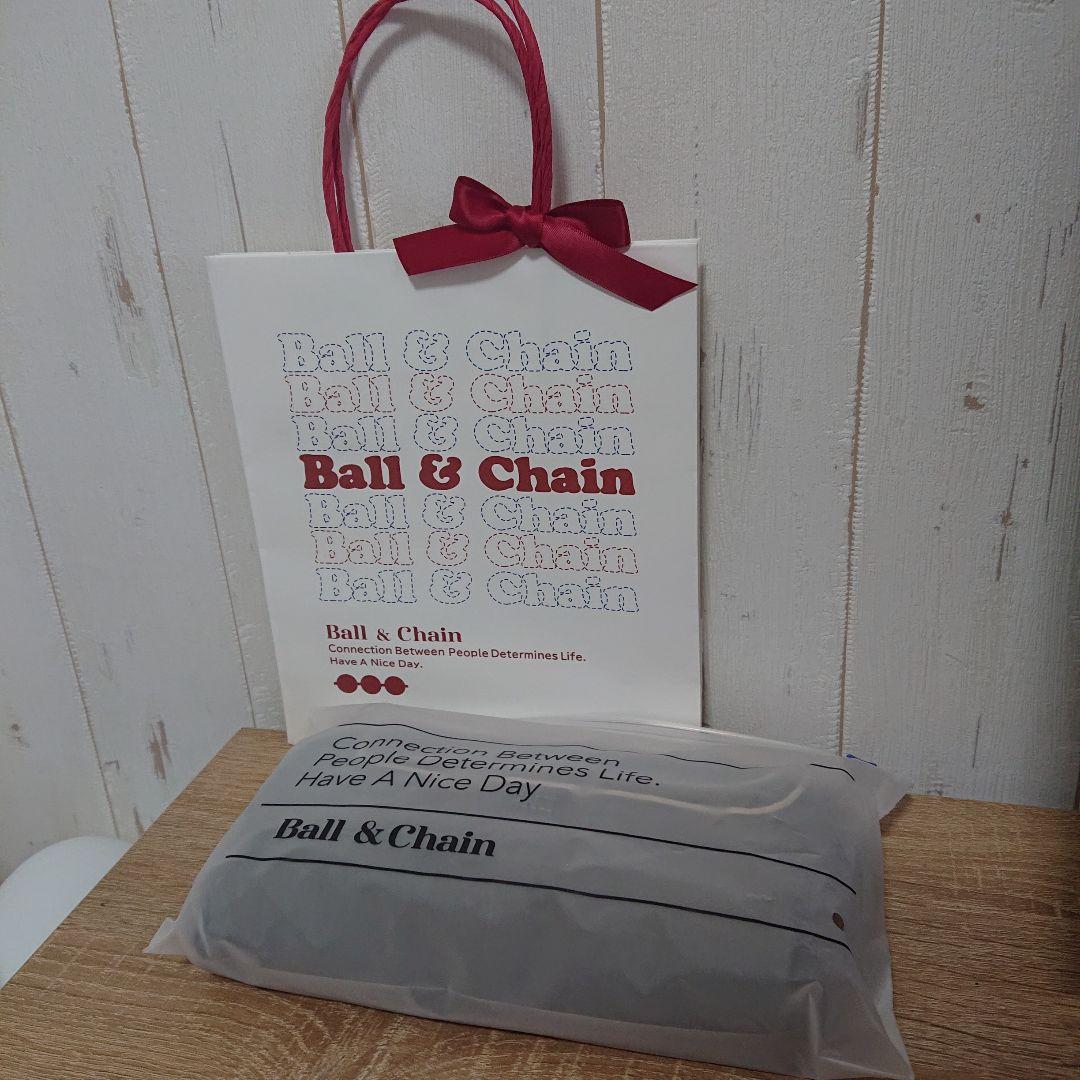 Ball & Chain
Ball & Chain
Ball & Chain
Ball & Chain
Ball & Chain
Ball & Chain
Ball & Chain
Ball & Chain
Connection Between People Determines Life.
Have A Nice Day.
Connection Between
People Determines Life.
Have A Nice Day
Ball & Chain